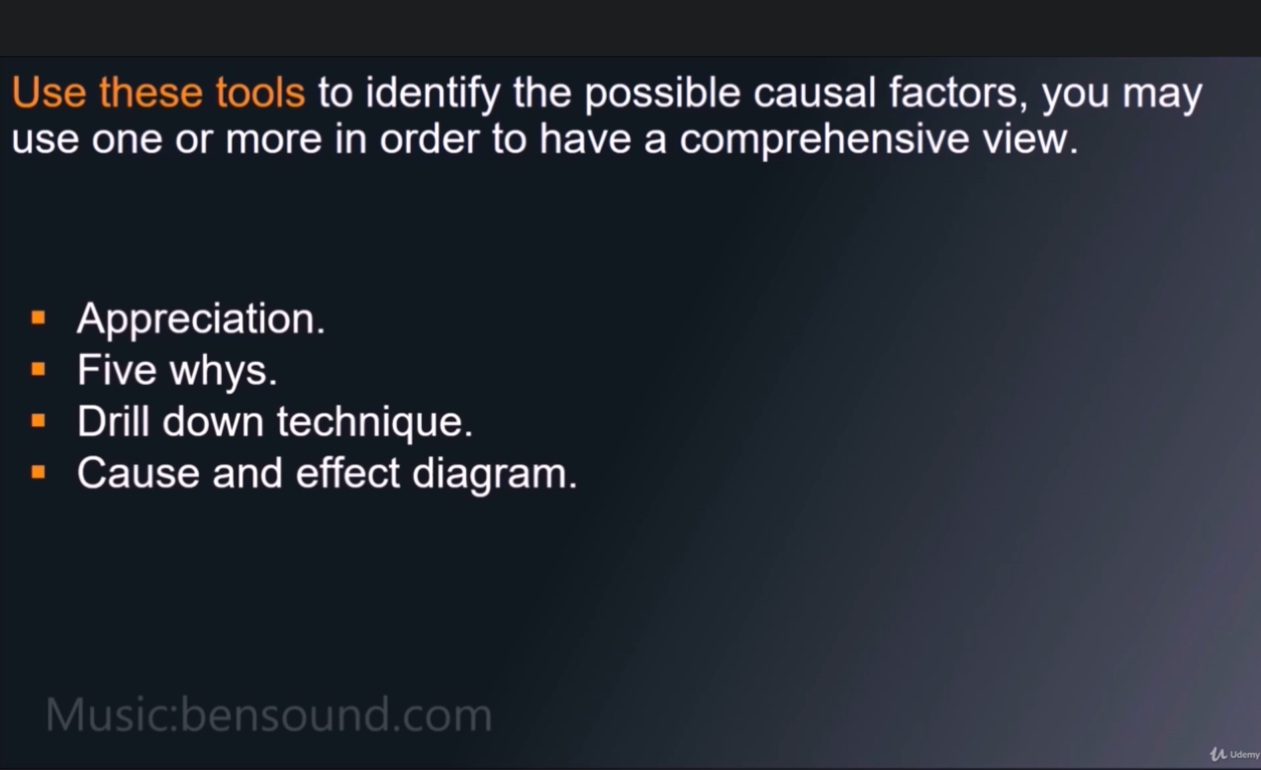 Use these tools to identify the possible causal factors, you may
use one or more in order to have a comprehensive view.
▪ Appreciation.
▪ Five whys.
▪ Drill down technique.
▪ Cause and effect diagram.
Music:bensound.com
Udemy